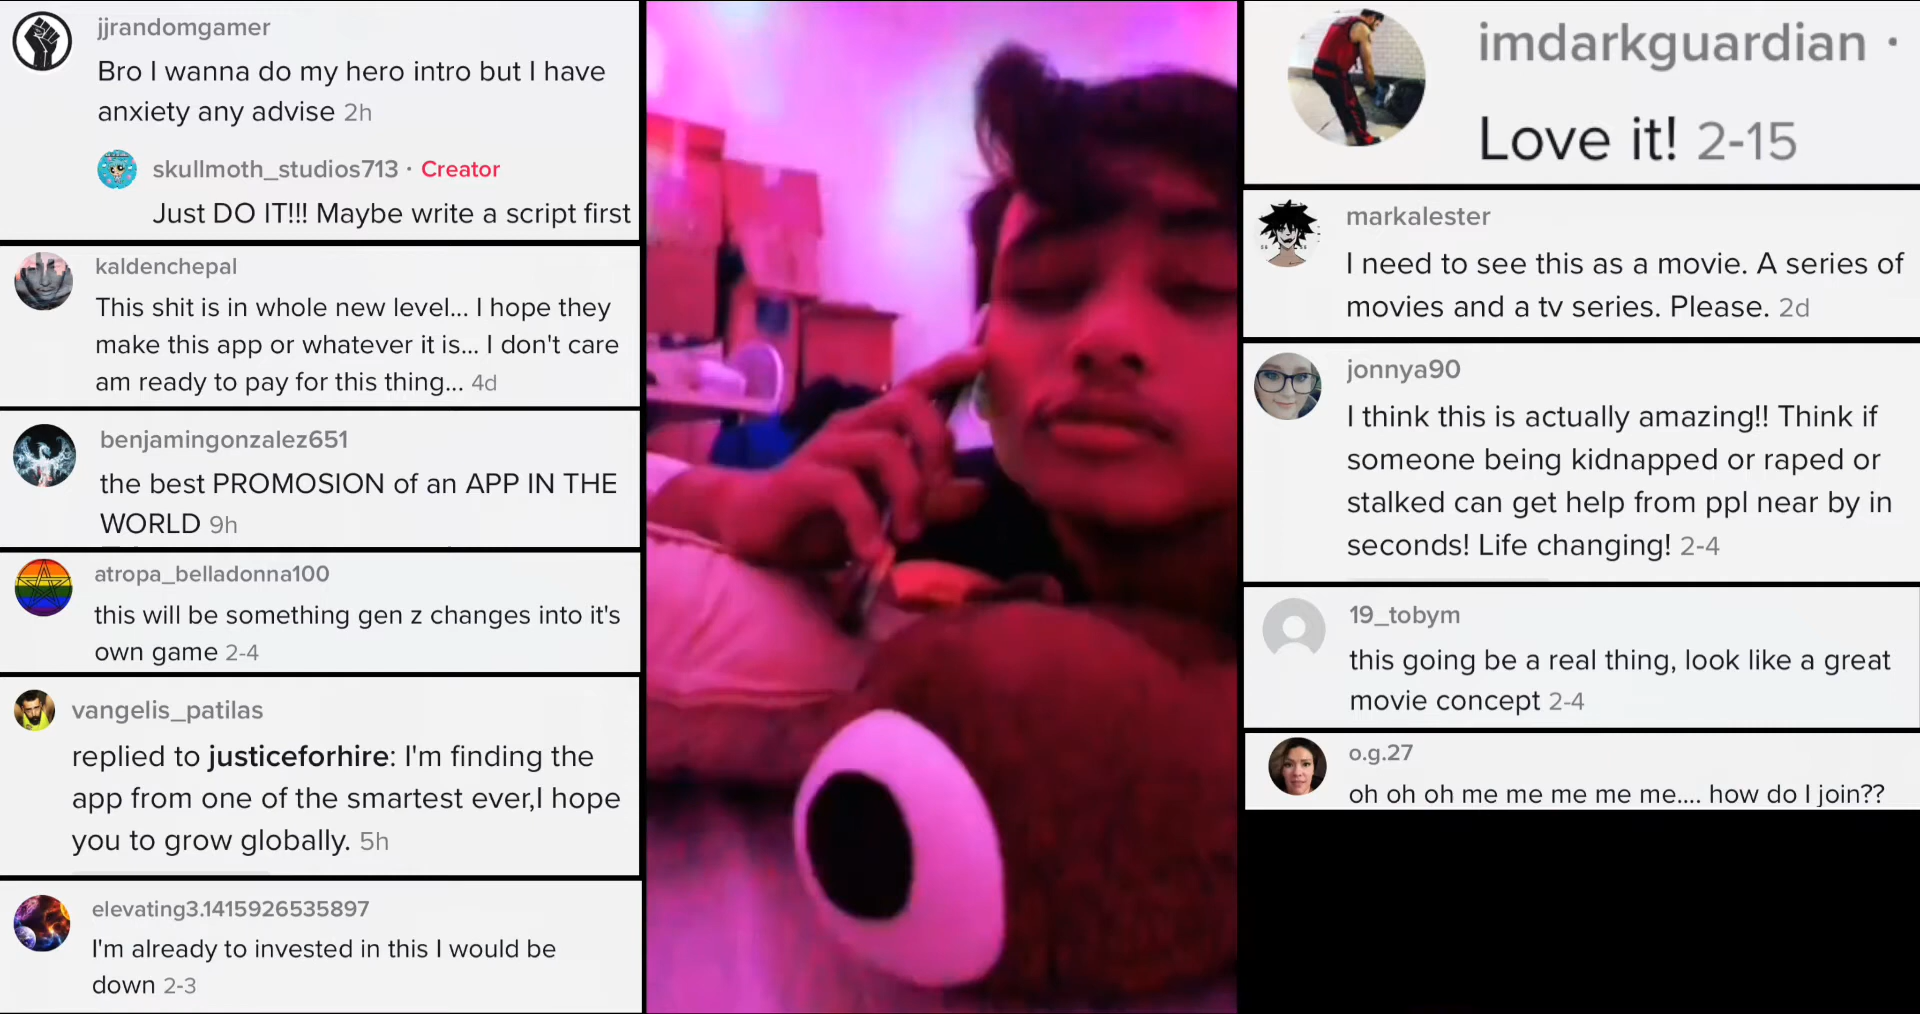 jjrandomgamer
Bro I wanna do my hero intro but I have
anxiety any advise 2h
skullmoth_studios713 · Creator
Just DO IT!!! Maybe write a script first
kaldenchepal
This shit is in whole new level... I hope they
make this app or whatever it is... I don't care
am ready to pay for this thing... 4d
benjamingonzalez651
the best PROMOSION of an APP IN THE
WORLD 9h
atropa_belladonna100
this will be something gen z changes into it's
own game 2-4
vangelis_patilas
replied to justiceforhire: I'm finding the
app from one of the smartest ever,I hope
you to grow globally. 5h
elevating3.1415926535897
I'm already to invested in this I would be
down 2-3
imdarkguardian ·
Love it! 2-15
markalester
I need to see this as a movie. A series of
movies and a tv series. Please. 2d
jonnya90
I think this is actually amazing!! Think if
someone being kidnapped or raped or
stalked can get help from ppl near by in
seconds! Life changing! 2-4
19_tobym
this going be a real thing, look like a great
movie concept 2-4
o.g.27
oh oh oh me me me me me.... how do I join??